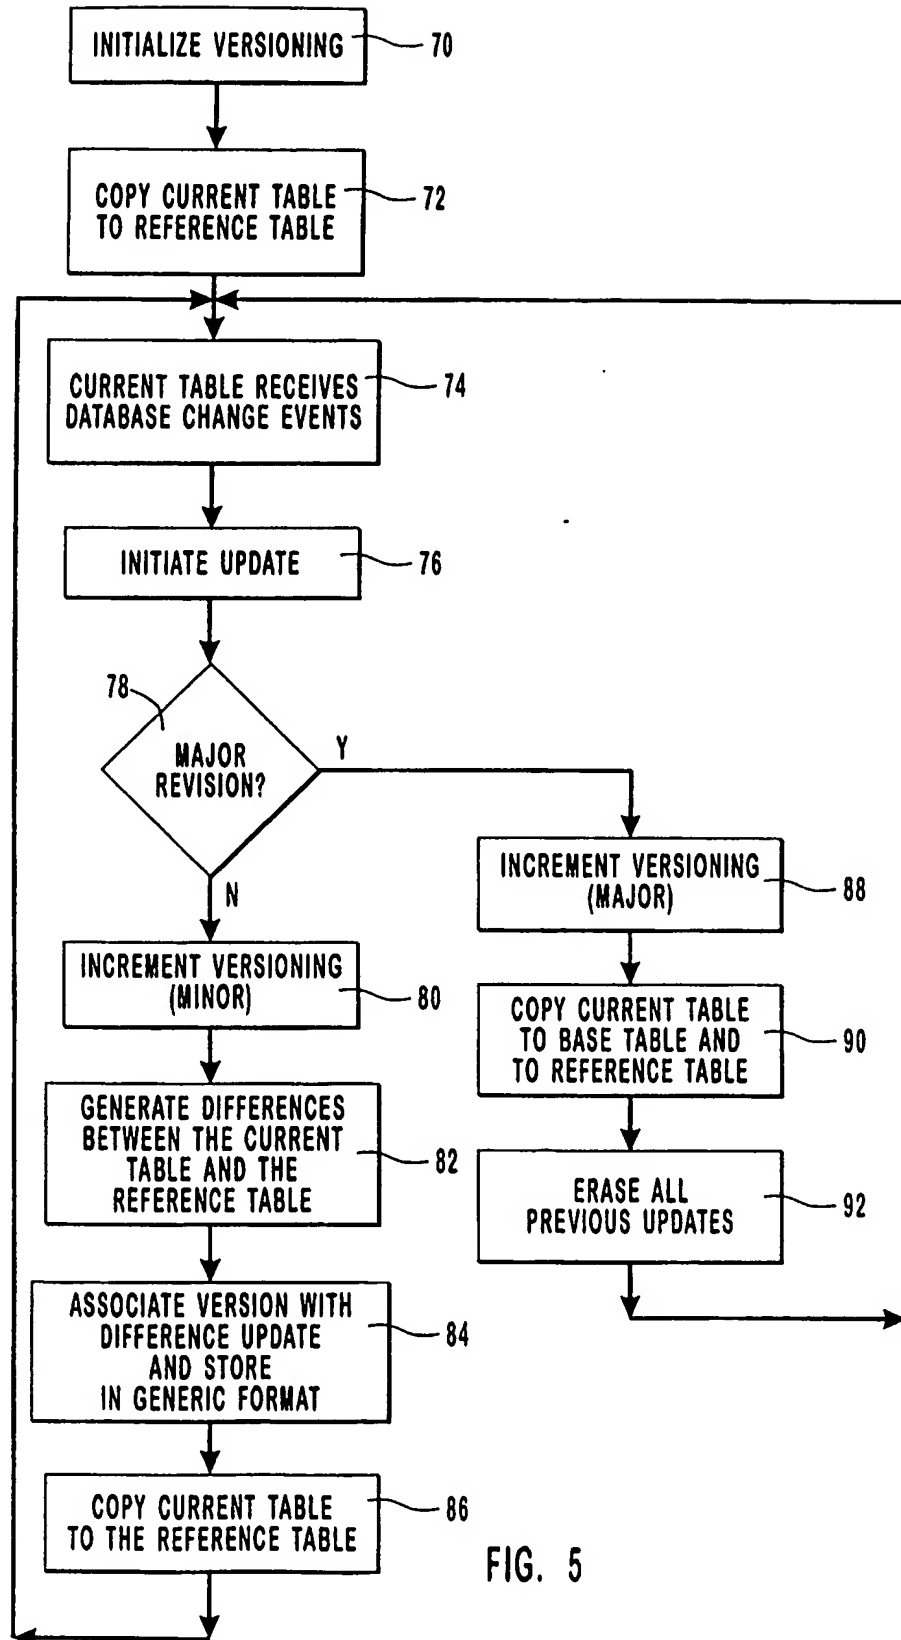 INITIALIZE VERSIONING
70
COPY CURRENT TABLE
TO REFERENCE TABLE
72
CURRENT TABLE RECEIVES
DATABASE CHANGE EVENTS
74
INITIATE UPDATE
76
78
MAJOR
REVISION?
Y
N
INCREMENT VERSIONING
(MAJOR)
88
INCREMENT VERSIONING
(MINOR)
80
COPY CURRENT TABLE
TO BASE TABLE AND
TO REFERENCE TABLE
90
GENERATE DIFFERENCES
BETWEEN THE CURRENT
TABLE AND THE
REFERENCE TABLE
82
ERASE ALL
PREVIOUS UPDATES
92
ASSOCIATE VERSION WITH
DIFFERENCE UPDATE
AND STORE
IN GENERIC FORMAT
84
COPY CURRENT TABLE
TO THE REFERENCE TABLE
86
FIG. 5